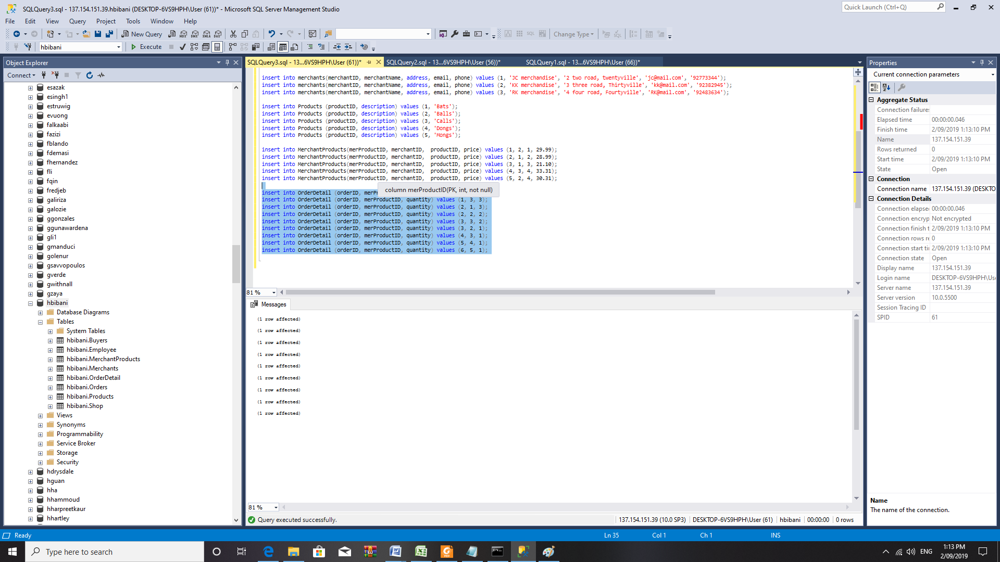 SQLQuery3.sql - 137.154.151.39.hbibani (DESKTOP-6VS9HPH\User (61))* - Microsoft SQL Server Management Studio
Quick Launch (Ctrl+Q)
File Edit View Query Project Tools Window Help
New Query
MDX DMX XMLA DAX
Change Type
hbibani
Execute
Object Explorer
Connect
esazak
esingh1
estruwig
evuong
falkaabi
fazizi
fblando
fdemasi
fhernandez
fli
fqin
fredjeb
galiriza
galozie
ggonzales
ggunawardena
gli1
gmanduci
golenur
gsavvopoulos
gverde
gwithnall
gzaya
hbibani
Database Diagrams
Tables
System Tables
hbibani.Buyers
hbibani.Employee
hbibani.MerchantProducts
hbibani.Merchants
hbibani.OrderDetail
hbibani.Orders
hbibani.Products
hbibani.Shop
Views
Synonyms
Programmability
Service Broker
Storage
Security
hdrysdale
hguan
hha
hhammoud
hharpreetkaur
hhartley
SQLQuery3.sql - 13...6VS9HPH\User (61))*
SQLQuery2.sql - 13...6VS9HPH\User (56))*
SQLQuery1.sql - 13...6VS9HPH\User (66))*
insert into merchants(merchantID, merchantName, address, email, phone) values (1, 'JC merchandise', '2 two road, twentyville', 'jc@mail.com', '92773344');
insert into merchants(merchantID, merchantName, address, email, phone) values (2, 'KK merchandise', '3 three road, Thirtyville', 'kk@mail.com', '92382945');
insert into merchants(merchantID, merchantName, address, email, phone) values (3, 'RK merchandise', '4 four road, Fourtyville', 'RK@mail.com', '92483634');
insert into Products (productID, description) values (1, 'Bats');
insert into Products (productID, description) values (2, 'Balls');
insert into Products (productID, description) values (3, 'Calls');
insert into Products (productID, description) values (4, 'Dongs');
insert into Products (productID, description) values (5, 'Mongs');
insert into MerchantProducts(merProductID, merchantID, productID, price) values (1, 2, 1, 29.99);
insert into MerchantProducts(merProductID, merchantID, productID, price) values (2, 1, 2, 28.99);
insert into MerchantProducts(merProductID, merchantID, productID, price) values (3, 1, 3, 21.10);
insert into MerchantProducts(merProductID, merchantID, productID, price) values (4, 3, 4, 33.31);
insert into MerchantProducts(merProductID, merchantID, productID, price) values (5, 2, 4, 30.31);
column merProductID(PK, int, not null)
insert into OrderDetail (orderID, merPr
insert into OrderDetail (orderID, merProductID, quantity) values (1, 3, 3);
insert into OrderDetail (orderID, merProductID, quantity) values (2, 1, 3);
insert into OrderDetail (orderID, merProductID, quantity) values (2, 2, 2);
insert into OrderDetail (orderID, merProductID, quantity) values (3, 3, 2);
insert into OrderDetail (orderID, merProductID, quantity) values (3, 2, 1);
insert into OrderDetail (orderID, merProductID, quantity) values (4, 3, 1);
insert into OrderDetail (orderID, merProductID, quantity) values (5, 4, 1);
insert into OrderDetail (orderID, merProductID, quantity) values (6, 5, 1);
81 %
Messages
(1 row affected)
(1 row affected)
(1 row affected)
(1 row affected)
(1 row affected)
(1 row affected)
(1 row affected)
(1 row affected)
(1 row affected)
81 %
Query executed successfully.
137.154.151.39 (10.0 SP3) DESKTOP-6VS9HPH\User (61) hbibani 00:00:00 0 rows
Properties
Current connection parameters
Aggregate Status
Connection failures
Elapsed time 00:00:00.046
Finish time 2/09/2019 1:13:10 PM
Name 137.154.151.39
Rows returned 0
Start time 2/09/2019 1:13:10 PM
State Open
Connection
Connection name 137.154.151.39 (DESKTO
Connection Details
Connection elapse 00:00:00.046
Connection encryp Not encrypted
Connection finish t 2/09/2019 1:13:10 PM
Connection rows re 0
Connection start ti 2/09/2019 1:13:10 PM
Connection state Open
Display name 137.154.151.39
Login name DESKTOP-6VS9HPH\Use
Server name 137.154.151.39
Server version 10.0.5500
Session Tracing ID
SPID 61
Name
The name of the connection.
Ready Ln 35 Col 1 Ch 1 INS
Type here to search
ENG
1:13 PM
2/09/2019